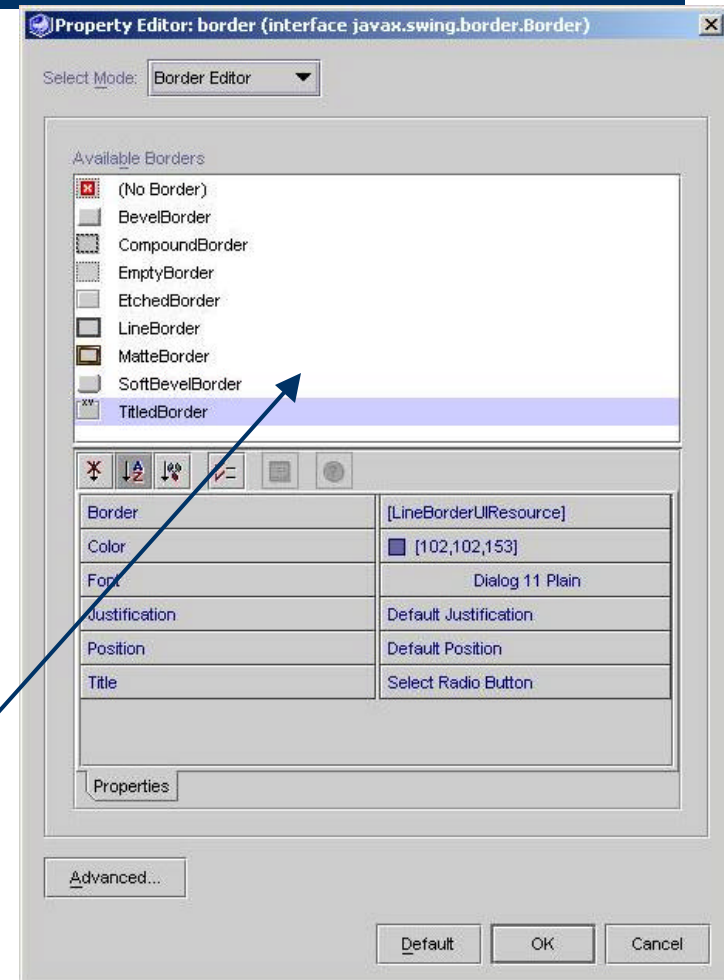 Property Editor: border (interface javax.swing.border.Border)
Select Mode: Border Editor
Available Borders
(No Border)
BevelBorder
CompoundBorder
EmptyBorder
EtchedBorder
LineBorder
MatteBorder
SoftBevelBorder
TitledBorder
Border [LineBorderUIResource]
Color [102,102,153]
Font Dialog 11 Plain
Justification Default Justification
Position Default Position
Title Select Radio Button
Properties
Advanced...
Default OK Cancel